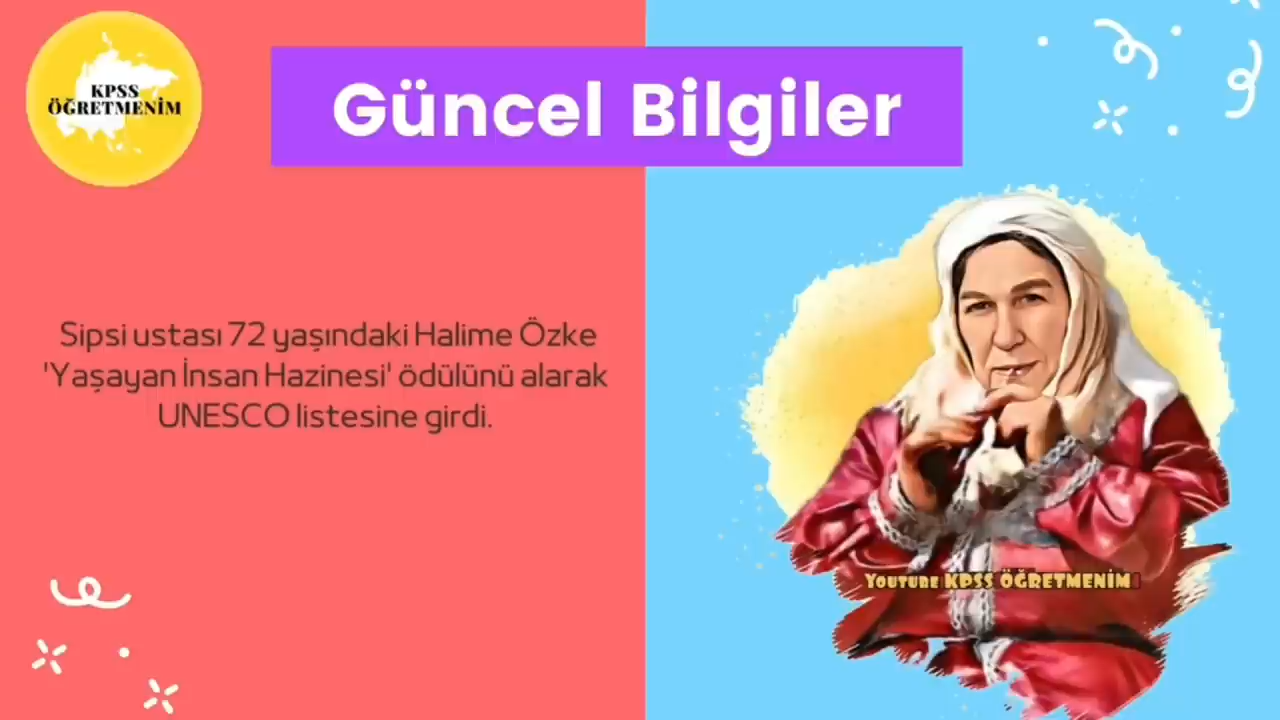 KPSS
ÖĞRETMENİM
Güncel Bilgiler
Sipsi ustası 72 yaşındaki Halime Özke
'Yaşayan İnsan Hazinesi' ödülünü alarak
UNESCO listesine girdi.
YouTube KPSS ÖĞRETMENİM